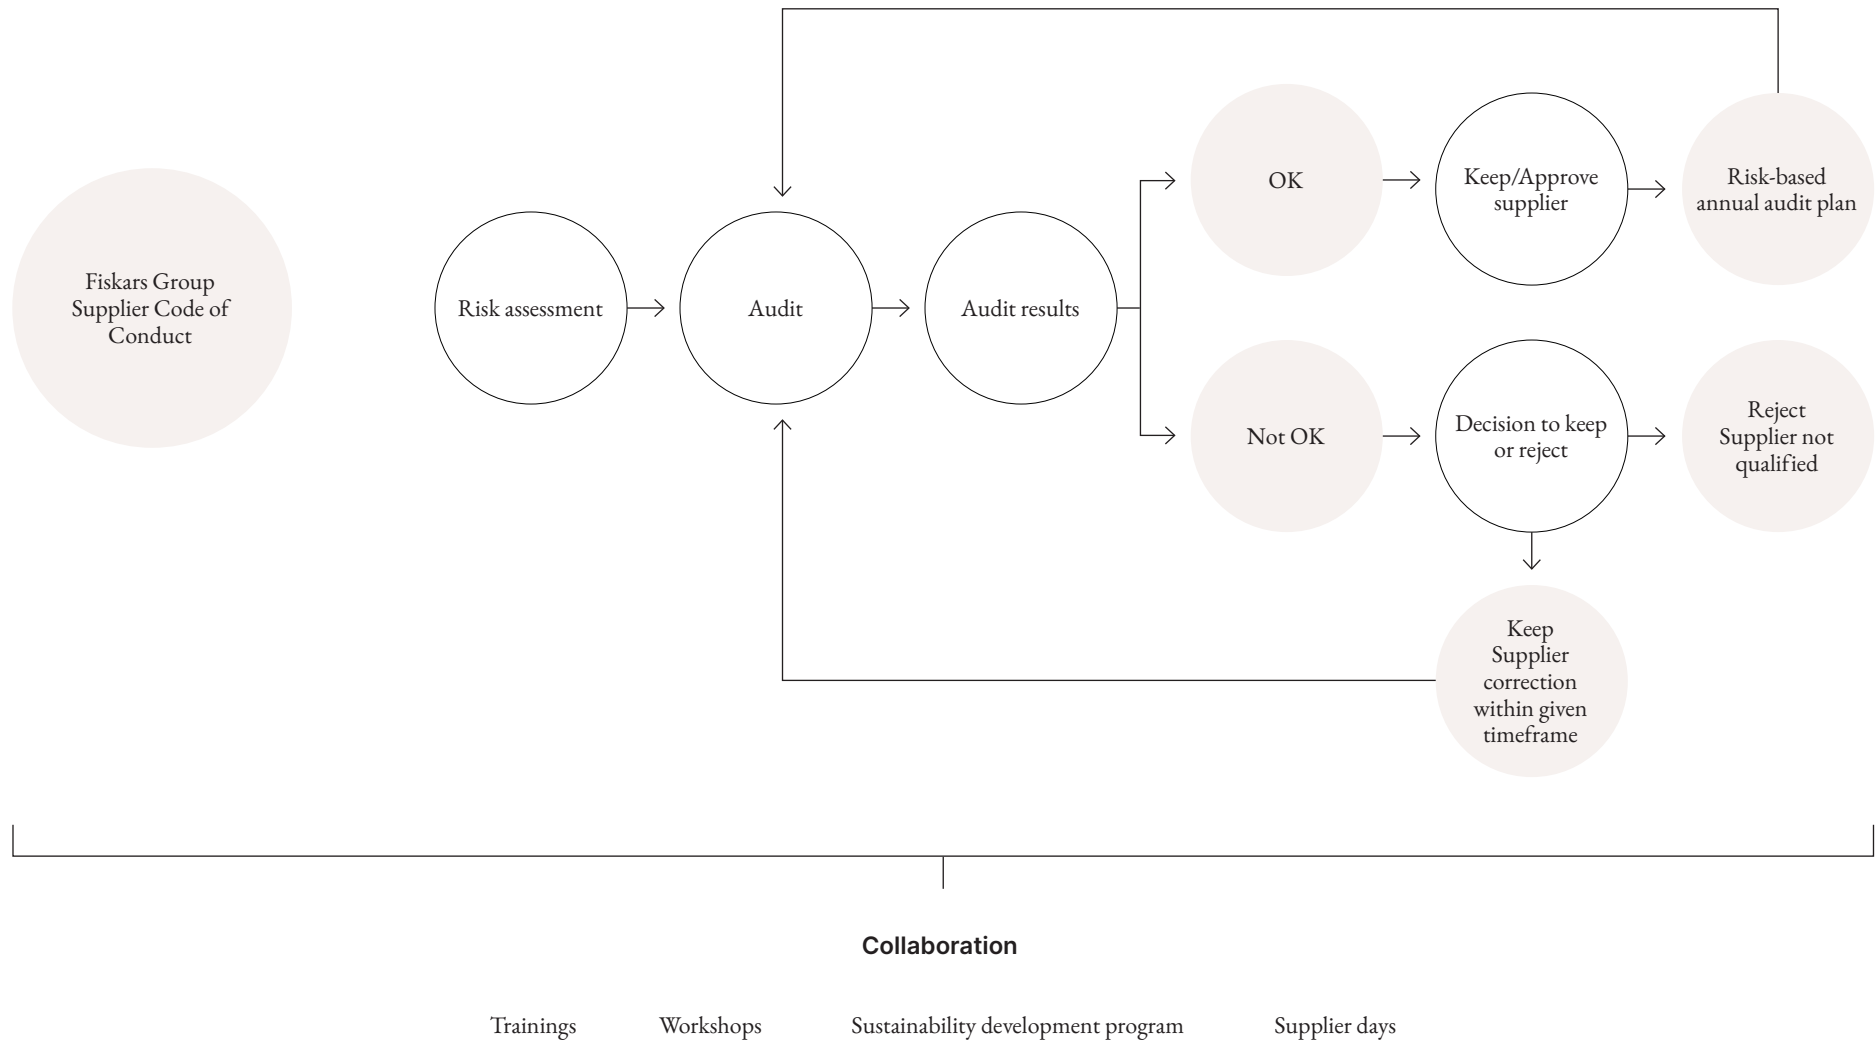 Fiskars Group
Supplier Code of
Conduct
Risk assessment
Audit
Audit results
OK
Keep/Approve
supplier
Risk-based
annual audit plan
Not OK
Decision to keep
or reject
Reject
Supplier not
qualified
Keep
Supplier
correction
within given
timeframe
Collaboration
Trainings
Workshops
Sustainability development program
Supplier days